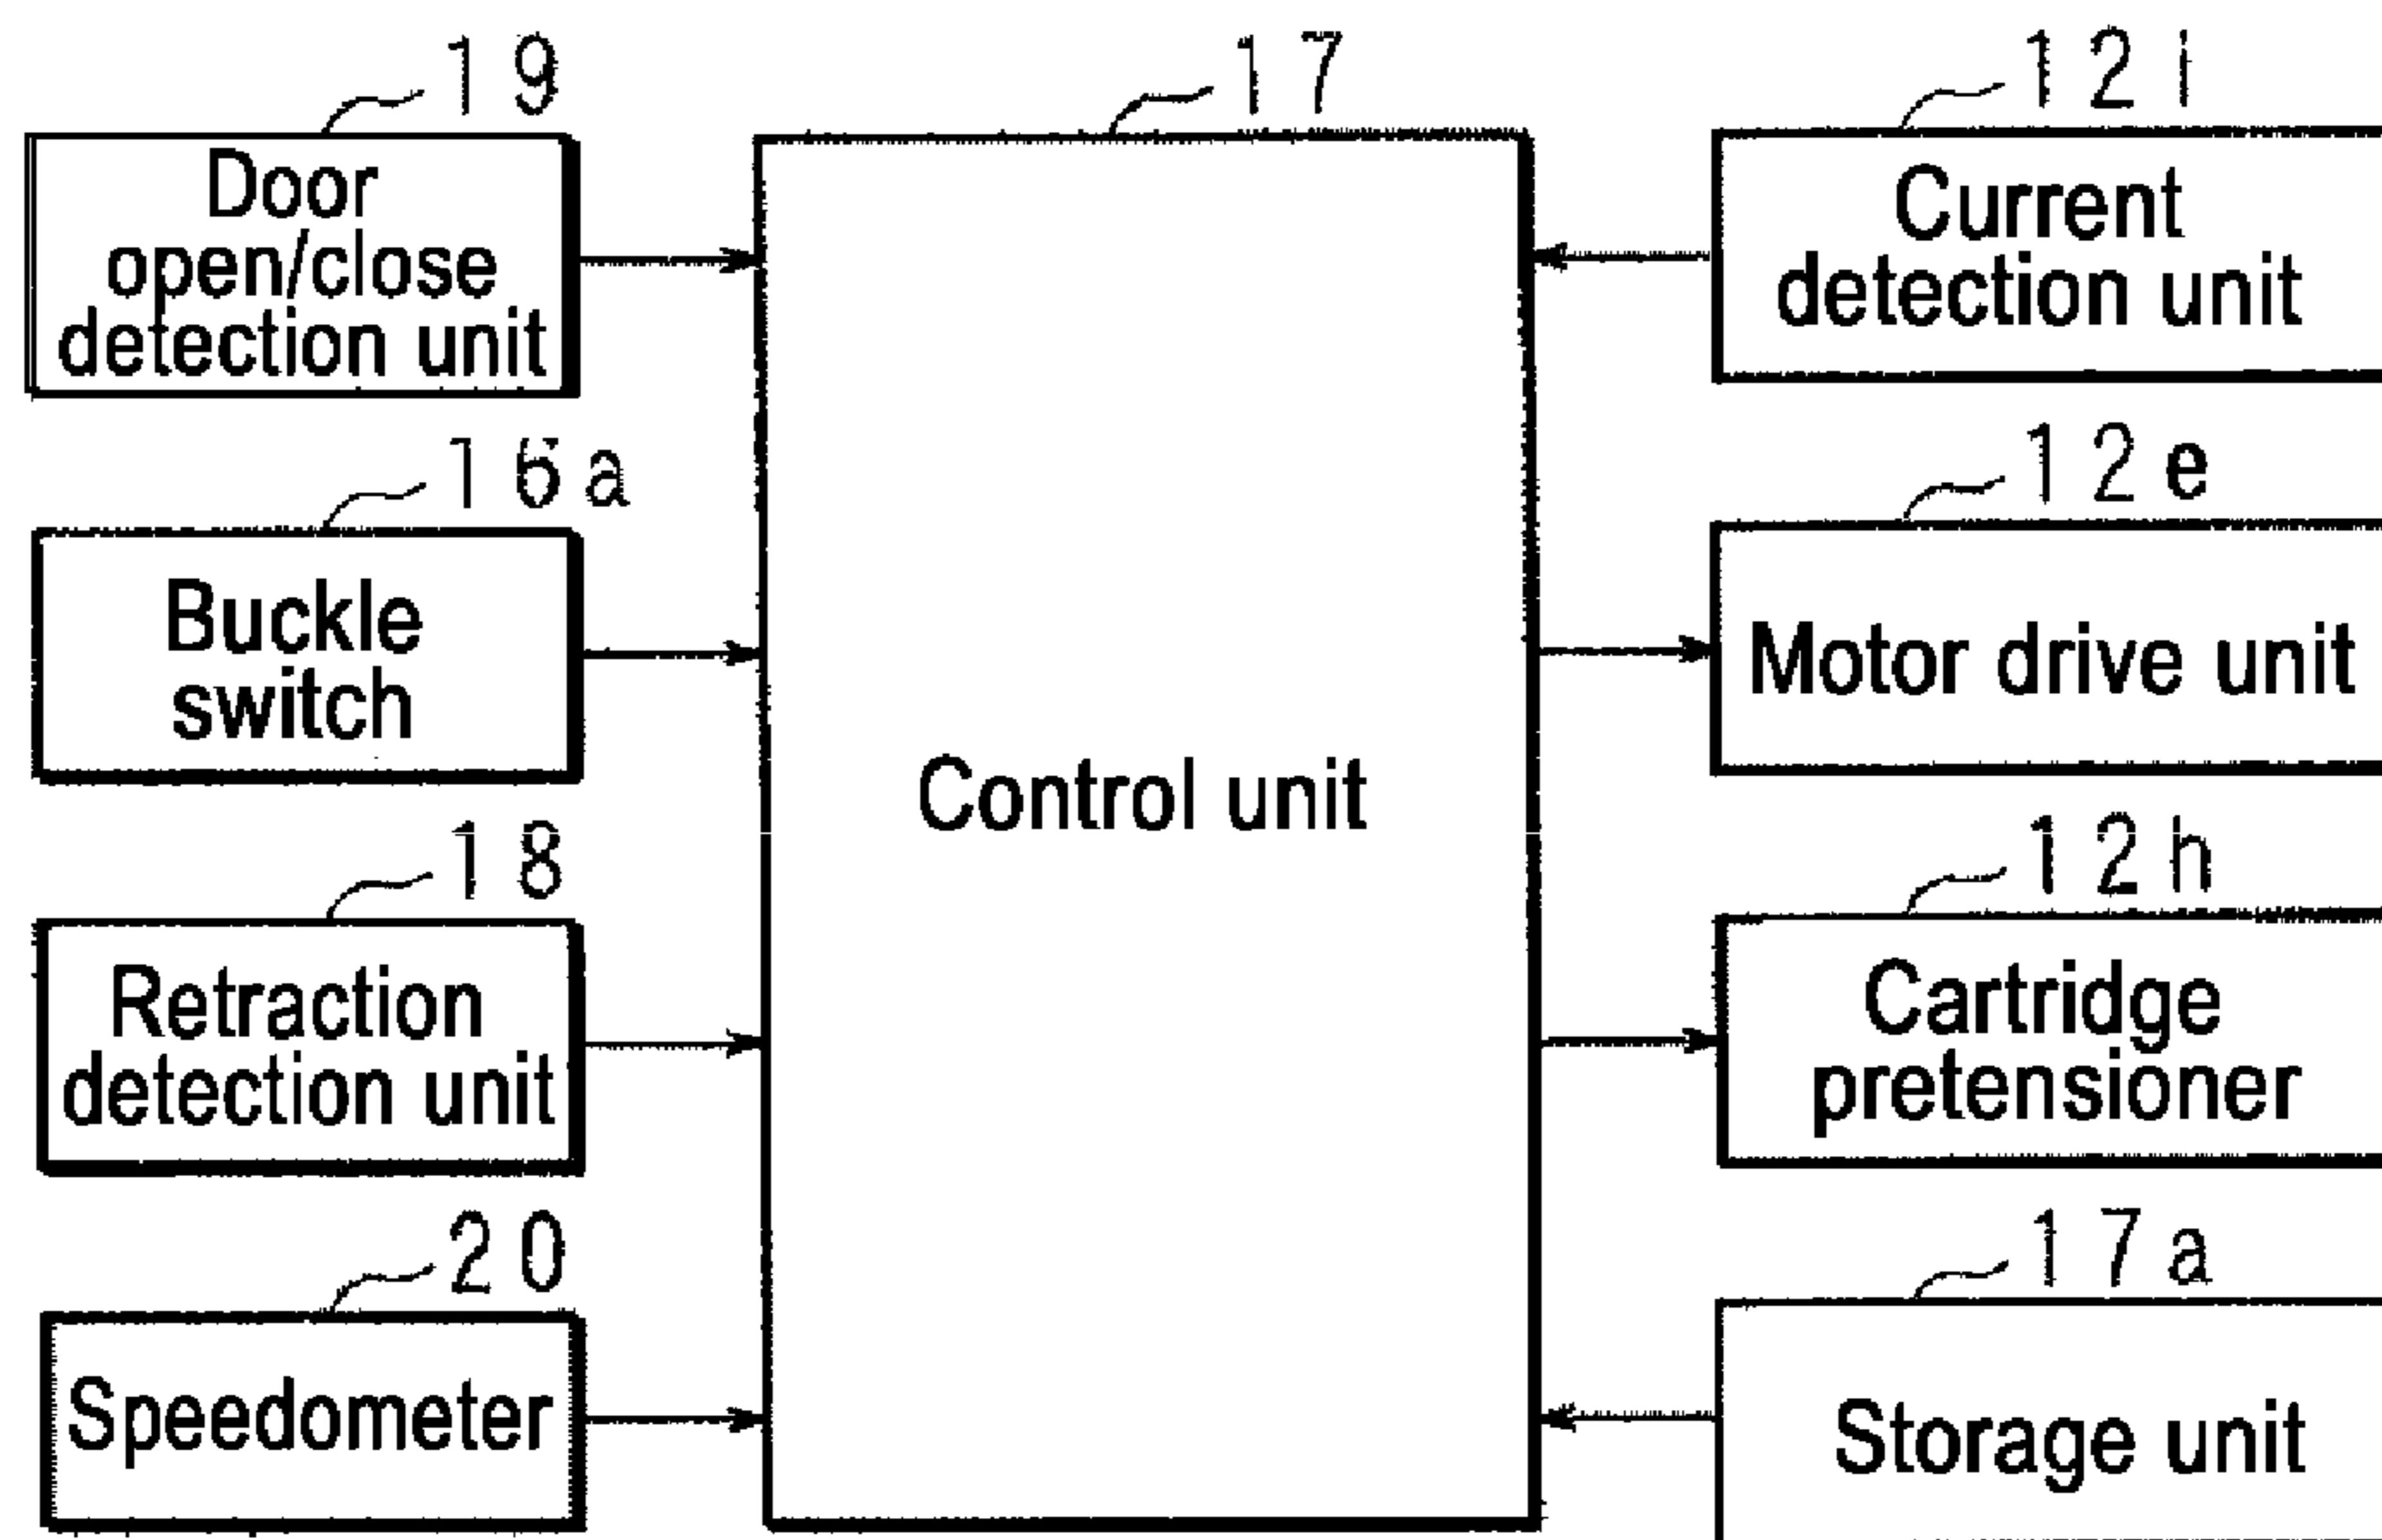 19
Door
open/close
detection unit
16a
Buckle
switch
18
Retraction
detection unit
20
Speedometer
17
Control unit
12i
Current
detection unit
12e
Motor drive unit
12h
Cartridge
pretensioner
17a
Storage unit